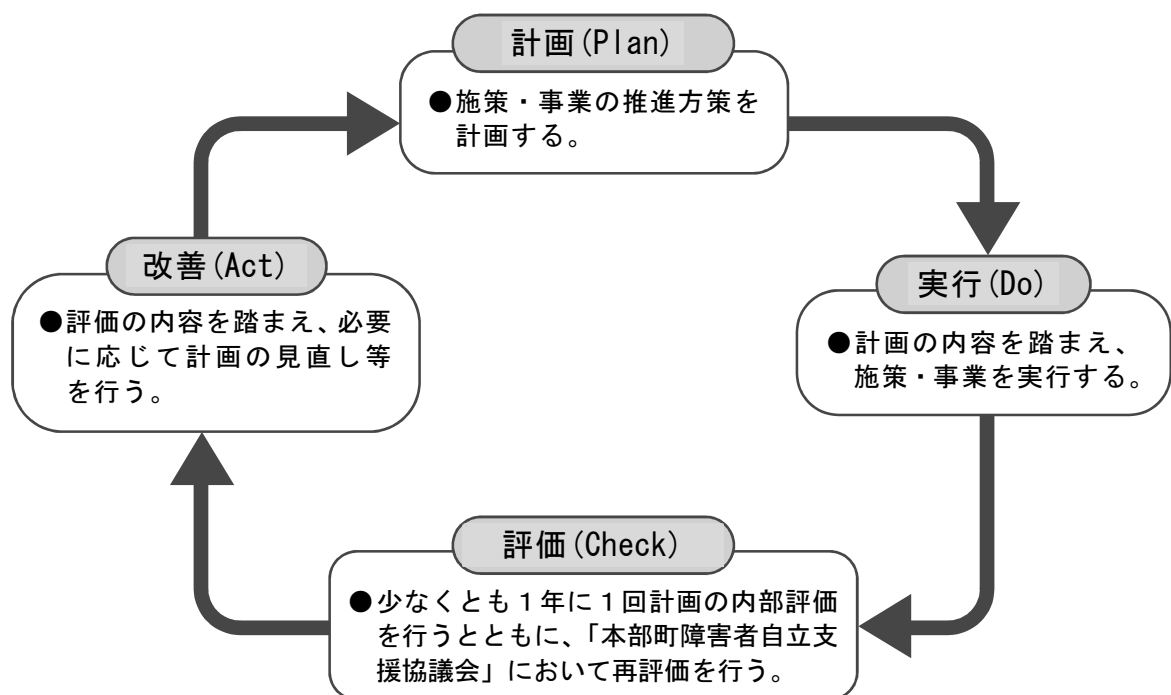 計画(Plan)
●施策・事業の推進方策を
計画する。
実行(Do)
●計画の内容を踏まえ、
施策・事業を実行する。
評価(Check)
●少なくとも１年に１回計画の内部評価
を行うとともに、「本部町障害者自立支
援協議会」において再評価を行う。
改善(Act)
●評価の内容を踏まえ、必要
に応じて計画の見直し等
を行う。